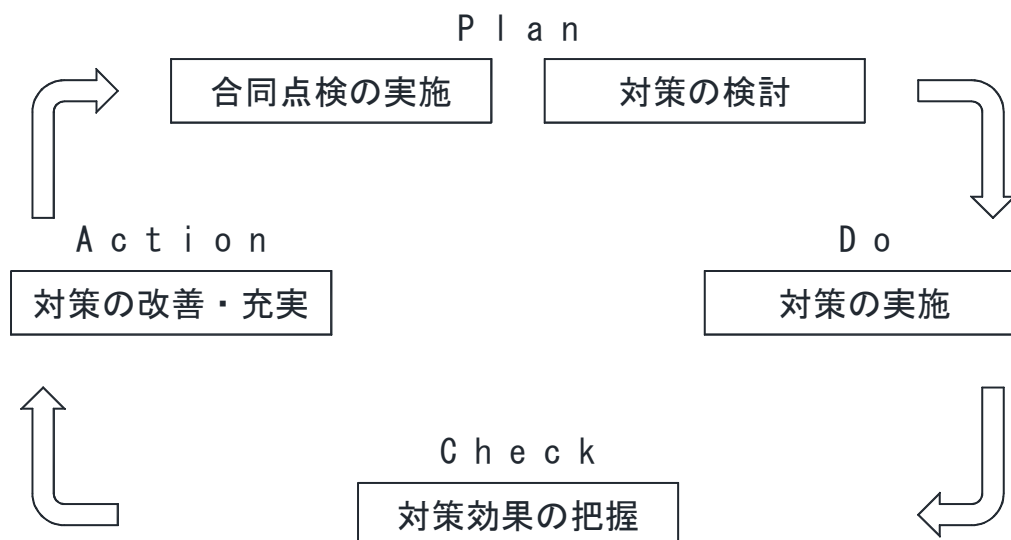 Plan
合同点検の実施
対策の検討
Action
Do
対策の改善・充実
対策の実施
Check
対策効果の把握